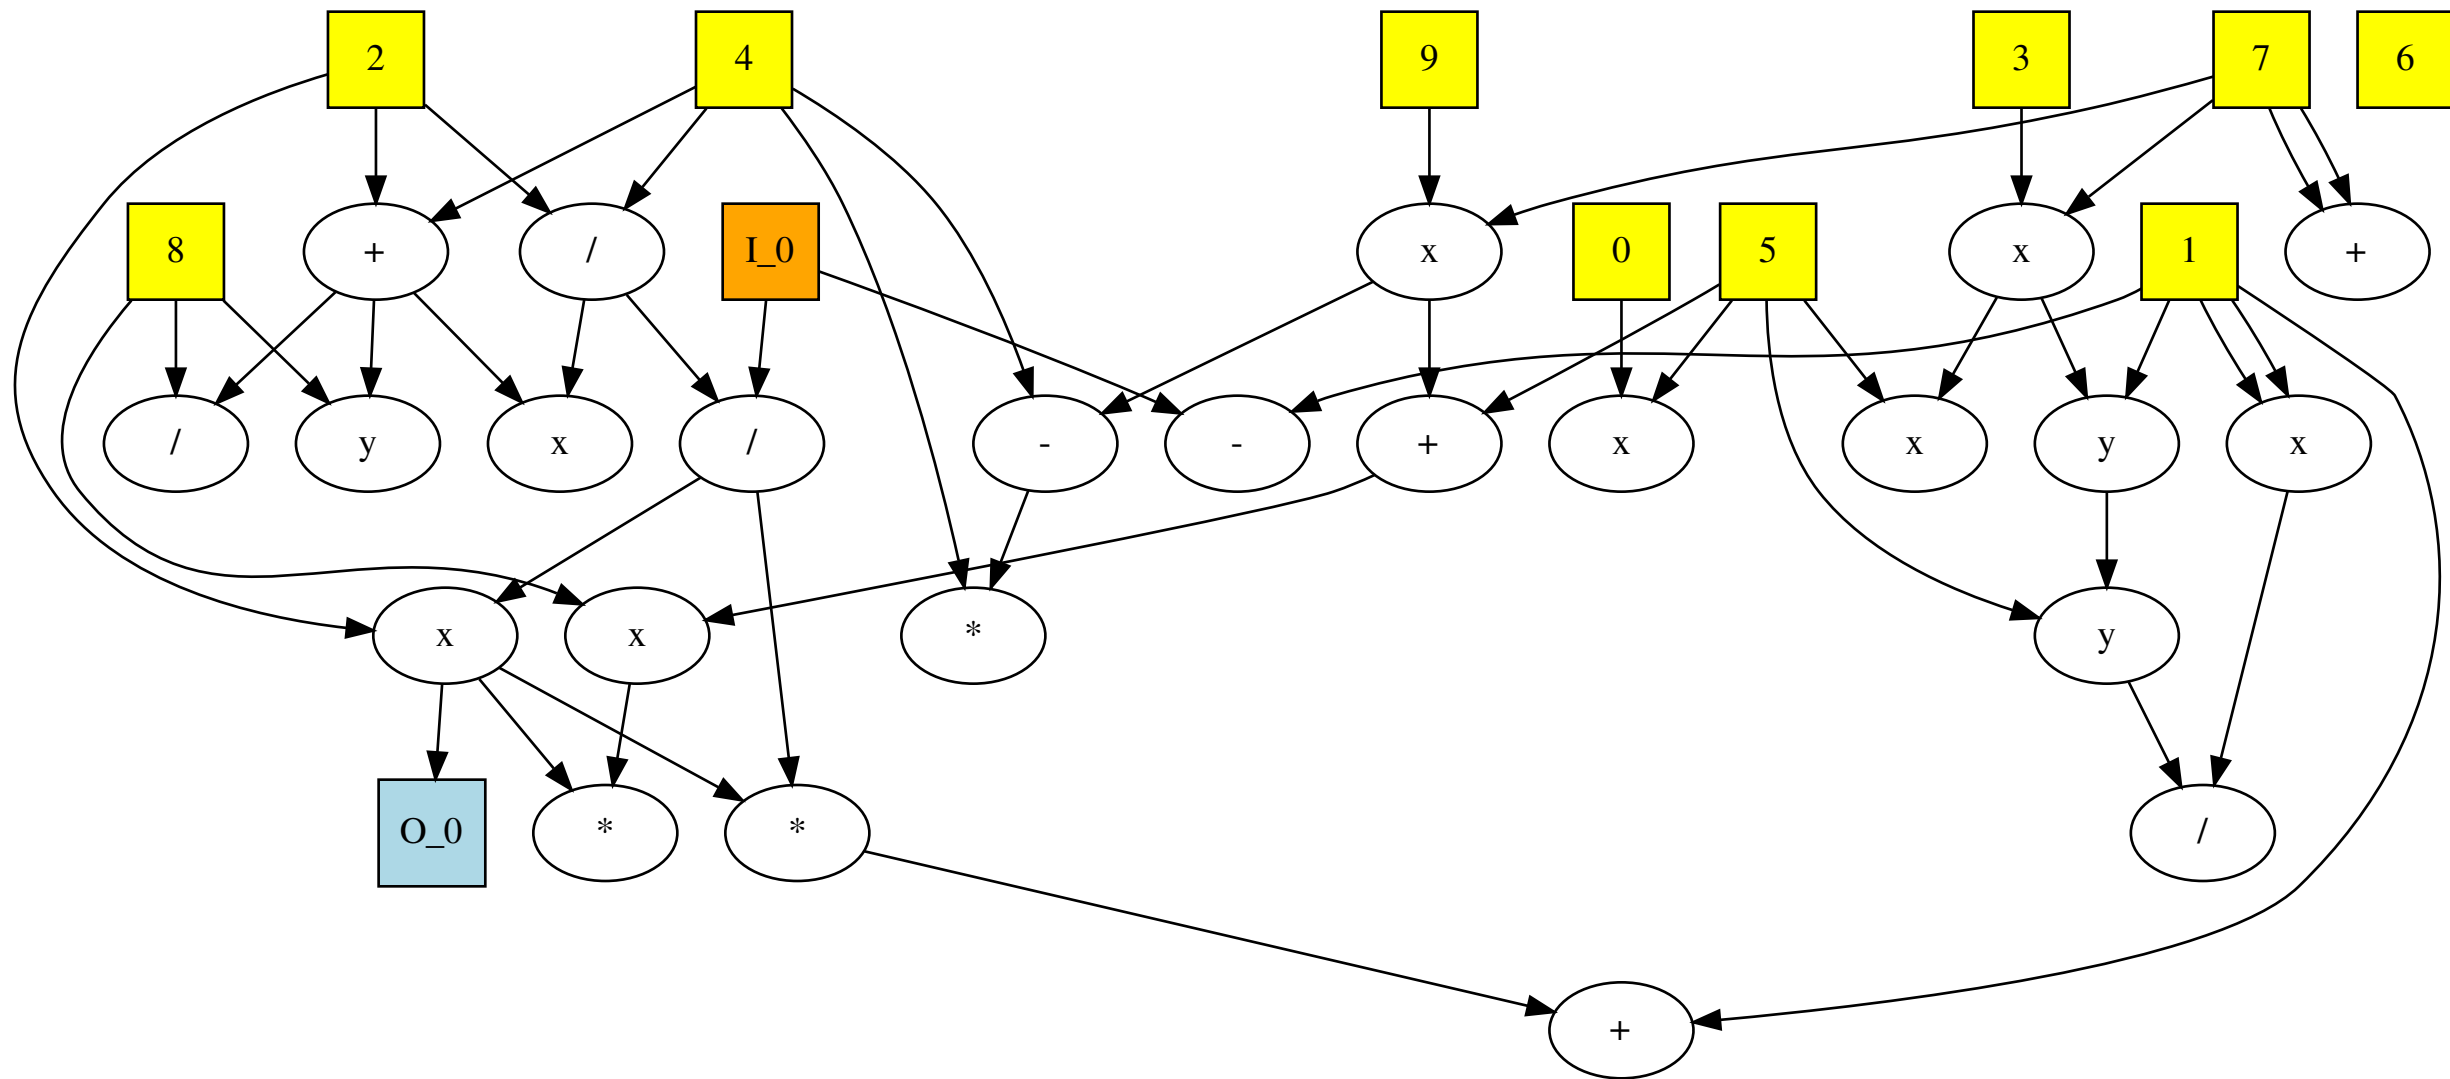 2 4 9 3 7 6
8 + / I_0 x 0 5 x 1 +
/ y x / - - + x x y x
x x * y
O_0 * * /
+